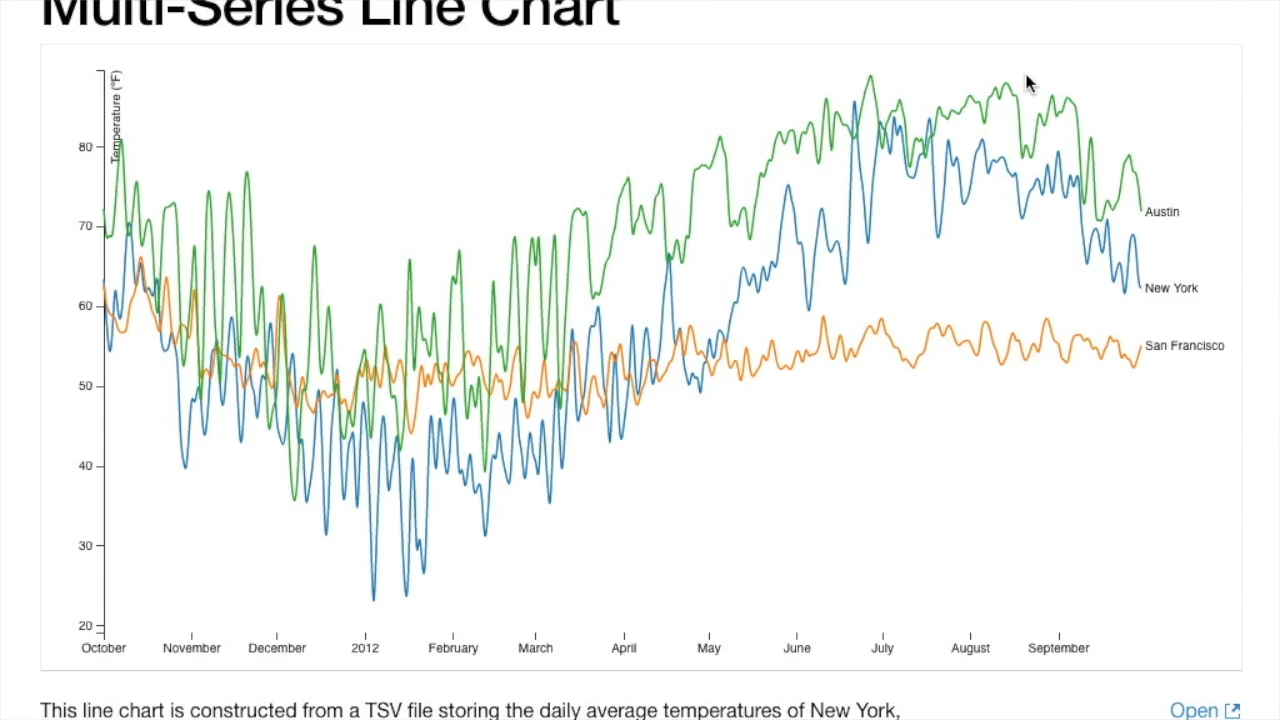 Multi-Series Line Chart
Temperature (°F)
80
70
60
50
40
30
20
Austin
New York
San Francisco
October November December 2012 February March April May June July August September
This line chart is constructed from a TSV file storing the daily average temperatures of New York,
Open